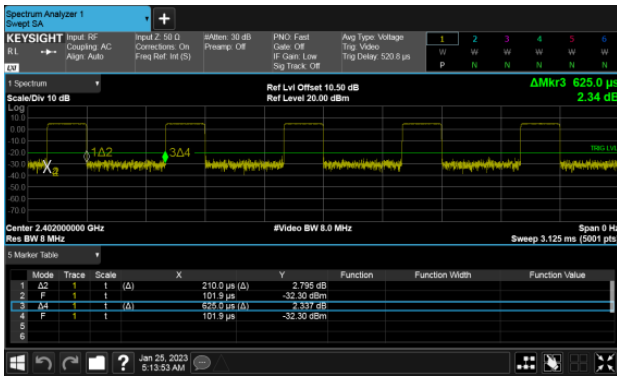 Spectrum Analyzer 1
Swept SA
+
KEYSIGHT Input: RF Input Z: 50 Ω #Atten: 30 dB PNO: Fast Avg Type: Voltage 1 2 3 4 5 6
RL Coupling: AC Corrections: On Preamp: Off Gate: Off Trig: Video W W W W W W
Align: Auto Freq Ref: Int (S) IF Gain: Low Trig Delay: 520.8 µs P N N N N N
LXI Sig Track: Off
1 Spectrum ΔMkr3 625.0 µs
Scale/Div 10 dB Ref Lvl Offset 10.50 dB 2.34 dB
Ref Level 20.00 dBm
Log
10.0
0.00
-10.0
-20.0 1Δ2 3Δ4 TRIG LVL
-30.0 X2
-40.0
-50.0
-60.0
-70.0
Center 2.402000000 GHz #Video BW 8.0 MHz Span 0 Hz
Res BW 8 MHz Sweep 3.125 ms (5001 pts)
5 Marker Table
Mode Trace Scale X Y Function Function Width Function Value
1 Δ2 1 t (Δ) 210.0 µs (Δ) 2.795 dB
2 F 1 t 101.9 µs -32.30 dBm
3 Δ4 1 t (Δ) 625.0 µs (Δ) 2.337 dB
4 F 1 t 101.9 µs -32.30 dBm
5
6
? Jan 25, 2023
5:13:53 AM